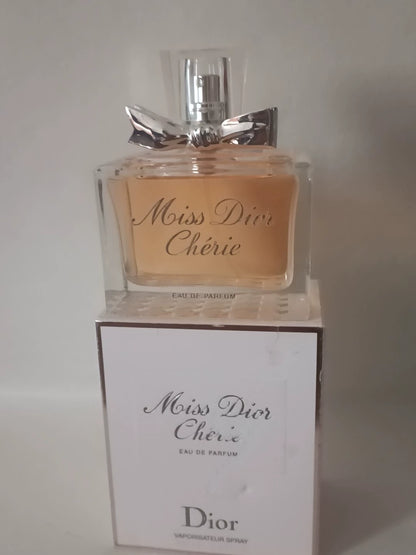 Miss Dior
Chérie
EAU DE PARFUM
Miss Dior
Chérie
EAU DE PARFUM
Dior
VAPORISATEUR SPRAY